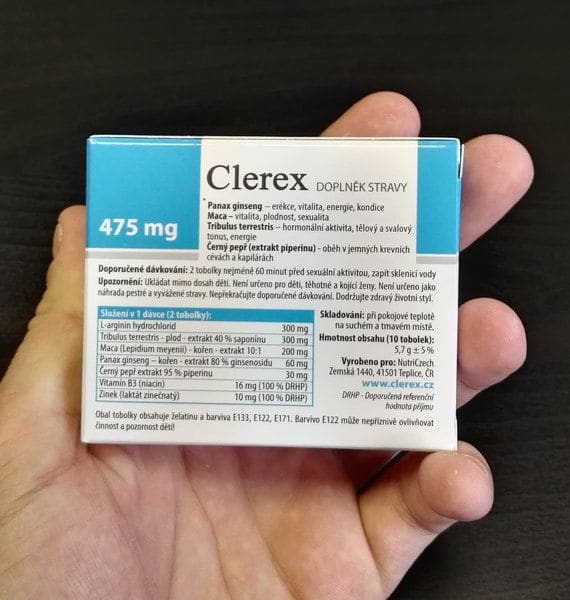 Clerex DOPLNĚK STRAVY
475 mg
*Panax ginseng – erekce, vitalita, energie, kondice
Maca – vitalita, plodnost, sexualita
Tribulus terrestris – hormonální aktivita, tělový a svalový
tonus, energie
Černý pepř (extrakt piperinu) - oběh v jemných krevních
cévách a kapilárách
Doporučené dávkování: 2 tobolky nejméně 60 minut před sexuální aktivitou, zapít sklenicí vody
Upozornění: Ukládat mimo dosah dětí. Není určeno pro děti, těhotné a kojící ženy. Není určeno jako
náhrada pestré a vyvážené stravy. Nepřekračujte doporučené dávkování. Dodržujte zdravý životní styl.
Složení v 1 dávce (2 tobolky):
L-arginin hydrochlorid 300 mg
Tribulus terrestris - plod - extrakt 40 % saponinu 300 mg
Maca (Lepidium meyenii) - kořen - extrakt 10:1 200 mg
Panax ginseng – kořen - extrakt 80 % ginsenosidu 60 mg
Černý pepř extrakt 95 % piperinu 30 mg
Vitamín B3 (niacin) 16 mg (100 % DRHP)
Zinek (laktát zinečnatý) 10 mg (100 % DRHP)
Skladování: při pokojové teplotě
na suchém a tmavém místě.
Hmotnost obsahu (10 tobolek):
5,7 g ± 5 %
Vyrobeno pro: NutriCzech
Zemská 1440, 41501 Teplice, ČR
www.clerex.cz
DRHP - Doporučená referenční
hodnota příjmu
Obal tobolky obsahuje želatinu a barviva E133, E122, E171. Barvivo E122 může nepříznivě ovlivňovat
činnost a pozornost dětí!